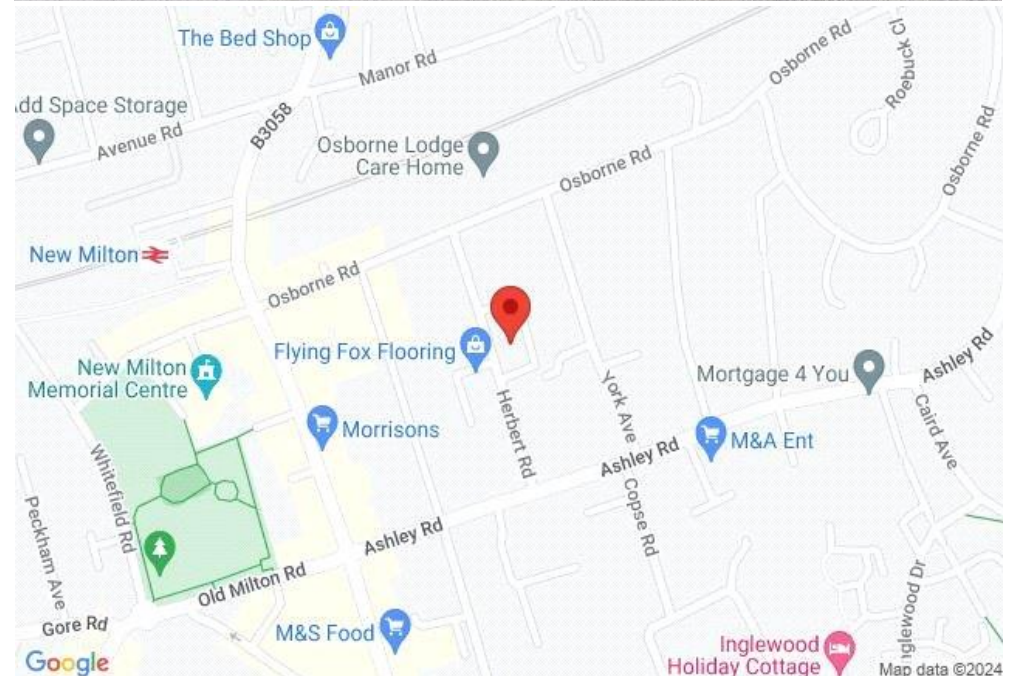 The Bed Shop
Manor Rd
Osborne Rd
Roebuck Cl
dd Space Storage
Avenue Rd
B3058
Osborne Lodge
Care Home
Osborne Rd
Osborne Rd
New Milton
Osborne Rd
Flying Fox Flooring
New Milton
Memorial Centre
Mortgage 4 You
Ashley Rd
Herbert Rd
York Ave
Caird Ave
Morrisons
M&A Ent
Ashley Rd
Whitefield Rd
Peckham Ave
Copse Rd
Ashley Rd
Old Milton Rd
Gore Rd
M&S Food
nglewood Dr
Inglewood
Holiday Cottage
Google
Map data ©2024